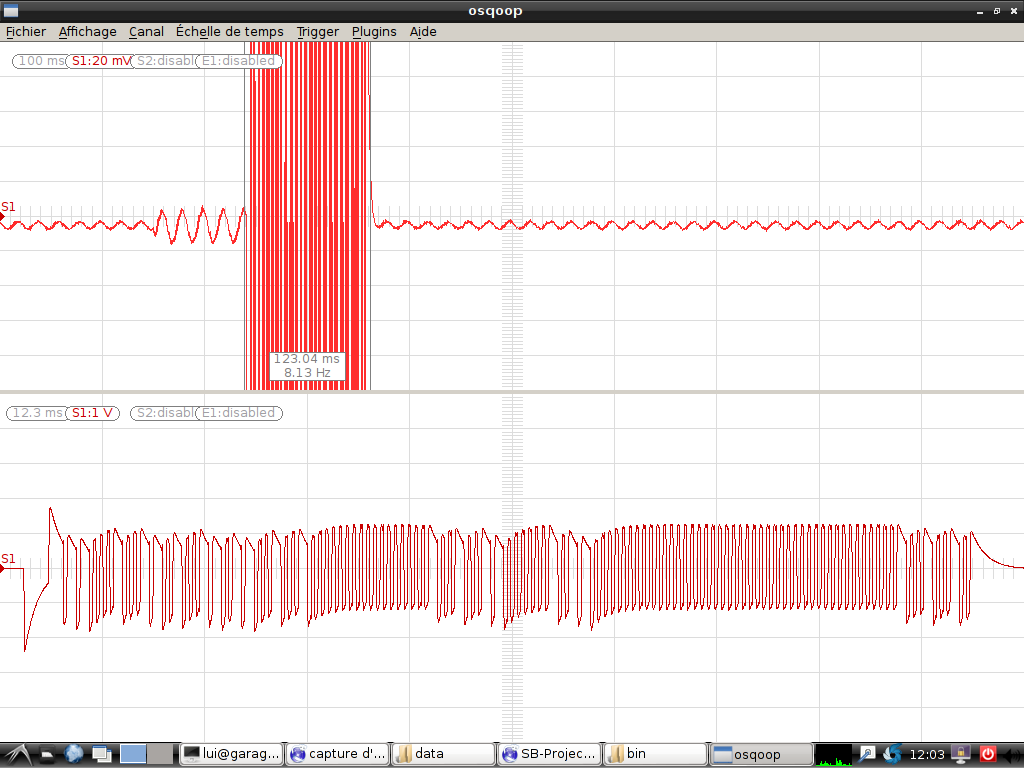 osqoop
Fichier Affichage Canal Échelle de temps Trigger Plugins Aide
100 ms S1:20 mV S2:disabl E1:disabled
S1
123.04 ms
8.13 Hz
12.3 ms S1:1 V S2:disabl E1:disabled
S1
lui@garag... capture d'... data SB-Projec... bin osqoop 12:03